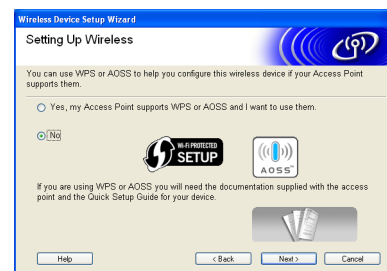 Wireless Device Setup Wizard
Setting Up Wireless
You can use WPS or AOSS to help you configure this wireless device if your Access Point
supports them.
Yes, my Access Point supports WPS or AOSS and I want to use them.
No
Wi-Fi PROTECTED
SETUP
AOSS™
If you are using WPS or AOSS you will need the documentation supplied with the access
point and the Quick Setup Guide for your device.
Help
< Back
Next >
Cancel